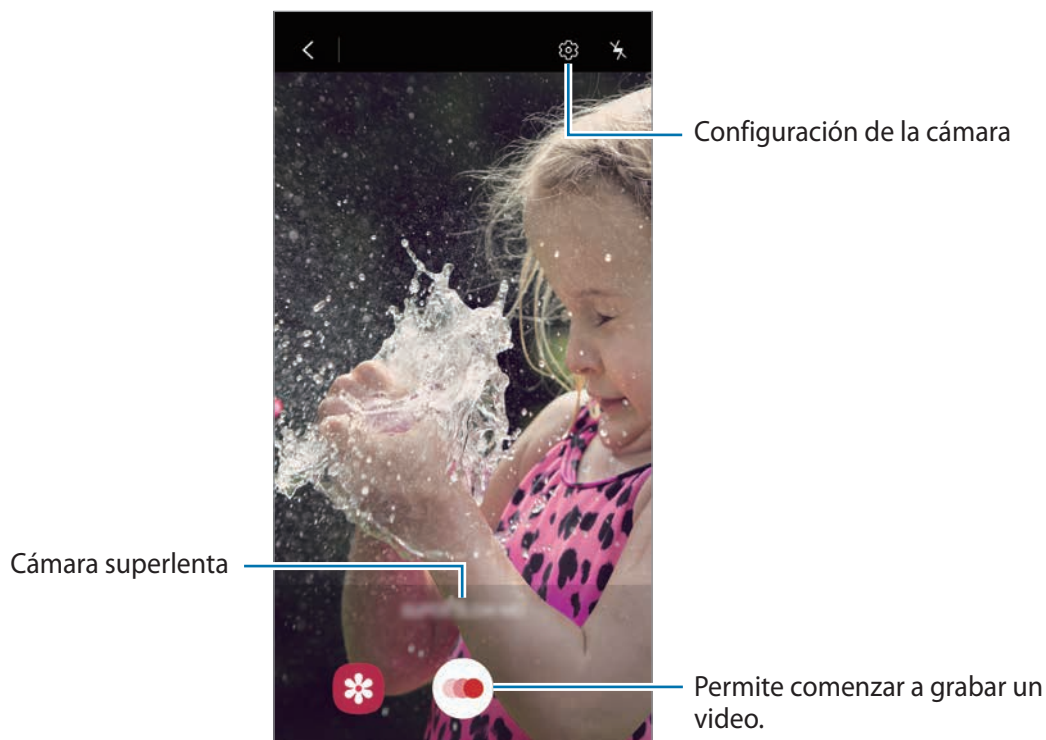 Configuración de la cámara
Cámara superlenta
Permite comenzar a grabar un
video.